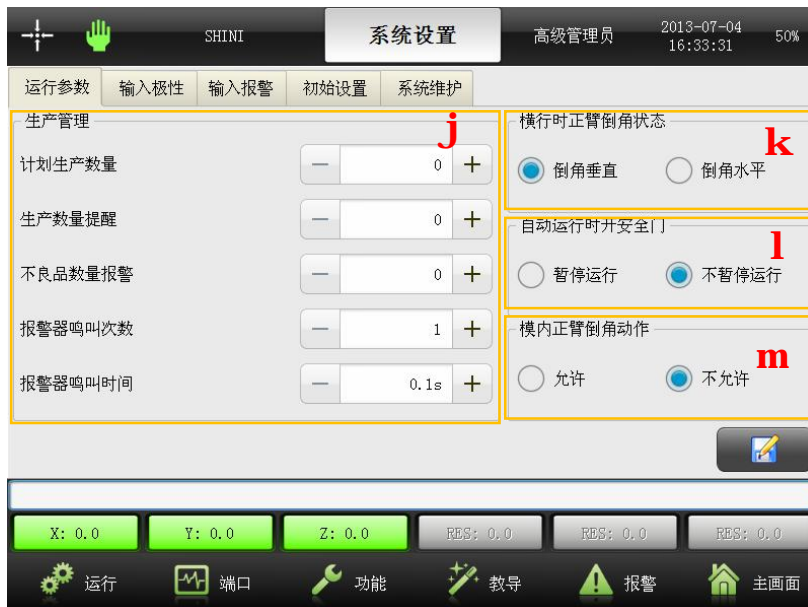 SHINI 系统设置 高级管理员 2013-07-04 16:33:31 50%
运行参数 输入极性 输入报警 初始设置 系统维护
生产管理 j
计划生产数量 — 0 +
生产数量提醒 — 0 +
不良品数量报警 — 0 +
报警器鸣叫次数 — 1 +
报警器鸣叫时间 — 0.1s +
横行时正臂倒角状态 k
倒角垂直 倒角水平
自动运行时开安全门 l
暂停运行 不暂停运行
模内正臂倒角动作 m
允许 不允许
X: 0.0 Y: 0.0 Z: 0.0 RES: 0.0 RES: 0.0 RES: 0.0
运行 端口 功能 教导 报警 主画面